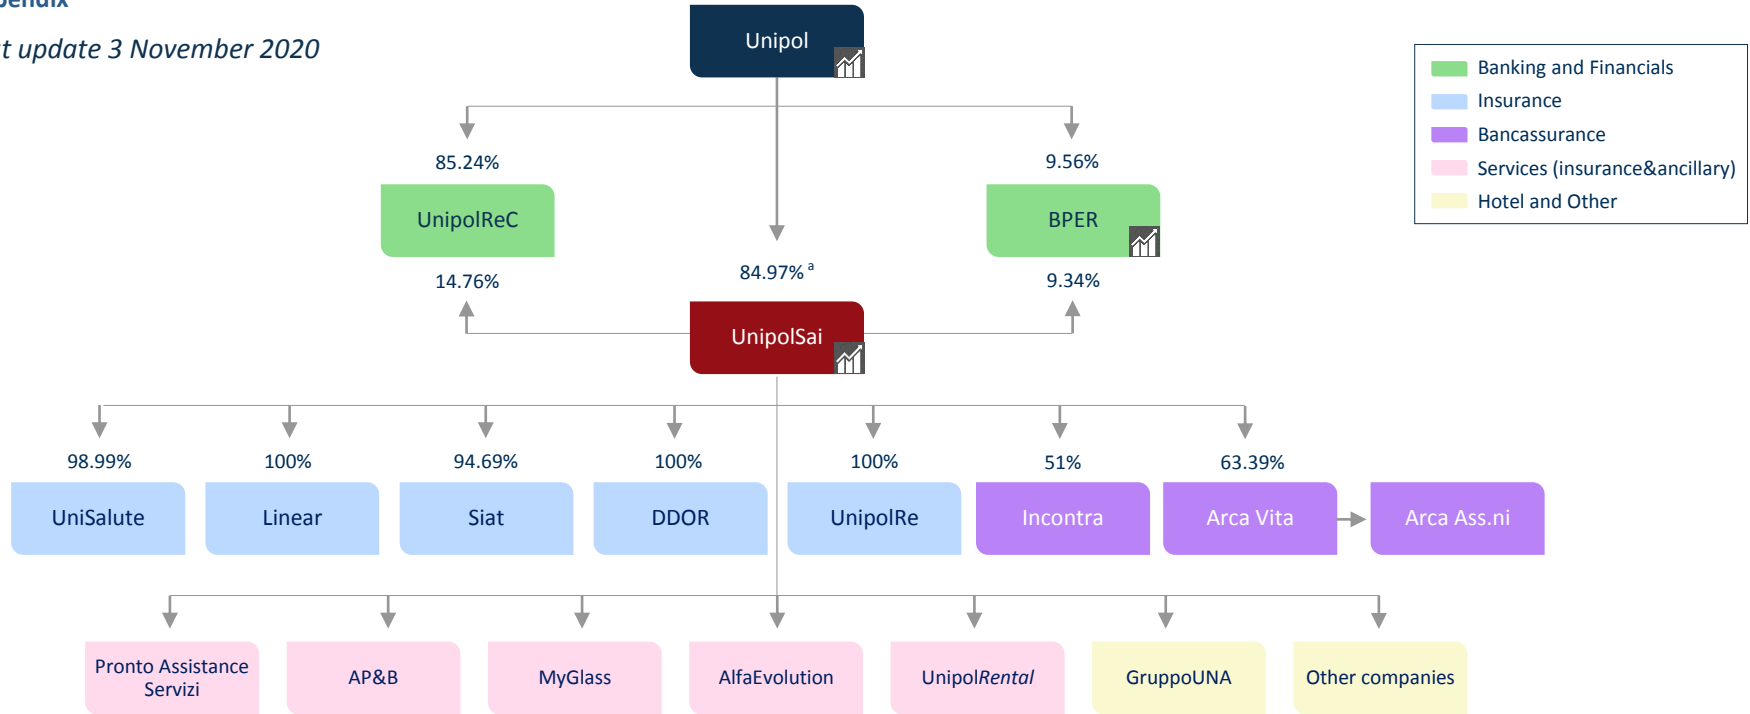 st update 3 November 2020
Unipol
Banking and Financials
Insurance
Bancassurance
Services (insurance&ancillary)
Hotel and Other
85.24%
9.56%
UnipolReC
BPER
84.97% a
14.76%
9.34%
UnipolSai
98.99%
100%
94.69%
100%
100%
51%
63.39%
UniSalute
Linear
Siat
DDOR
UnipolRe
Incontra
Arca Vita
Arca Ass.ni
Pronto Assistance
Servizi
AP&B
MyGlass
AlfaEvolution
UnipolRental
GruppoUNA
Other companies